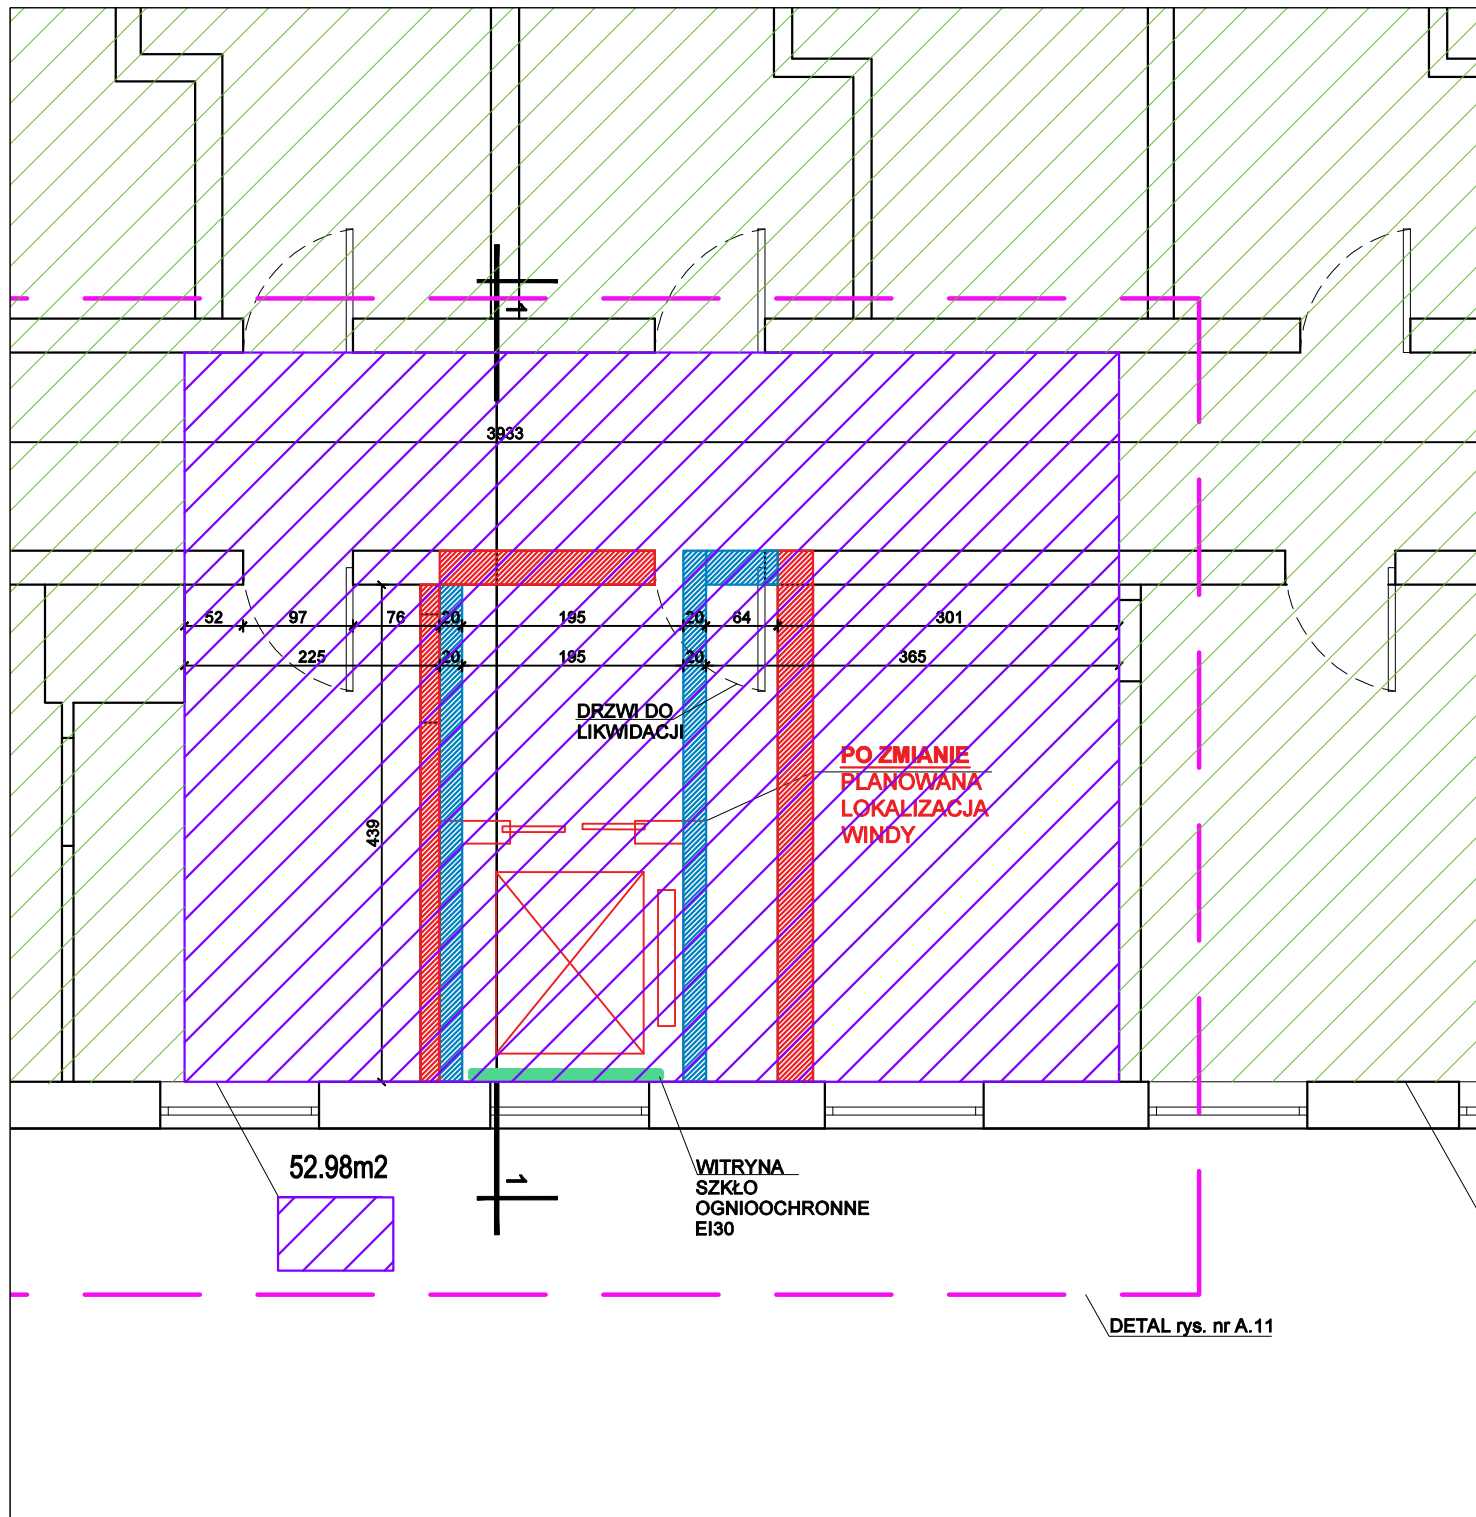 1
3933
52 97 76 20 195 20 64 301
225 20 195 20 365
DRZWI DO
LIKWIDACJI
PO ZMIANIE
PLANOWANA
LOKALIZACJA
WINDY
439
52.98m2
1
WITRYNA
SZKŁO
OGNIOOCHRONNE
EI30
DETAL rys. nr A.11